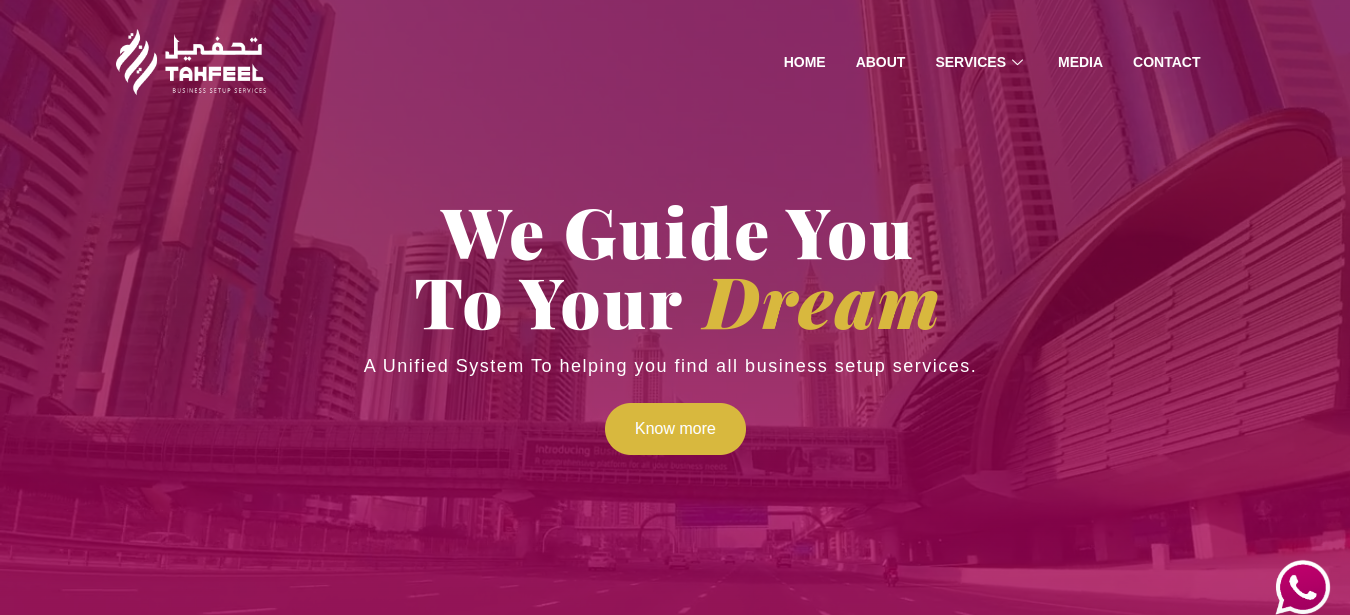 تحفيل
TAHFEEL
BUSINESS SETUP SERVICES
HOME ABOUT SERVICES MEDIA CONTACT
We Guide You
To Your Dream
A Unified System To helping you find all business setup services.
Know more
Introducing